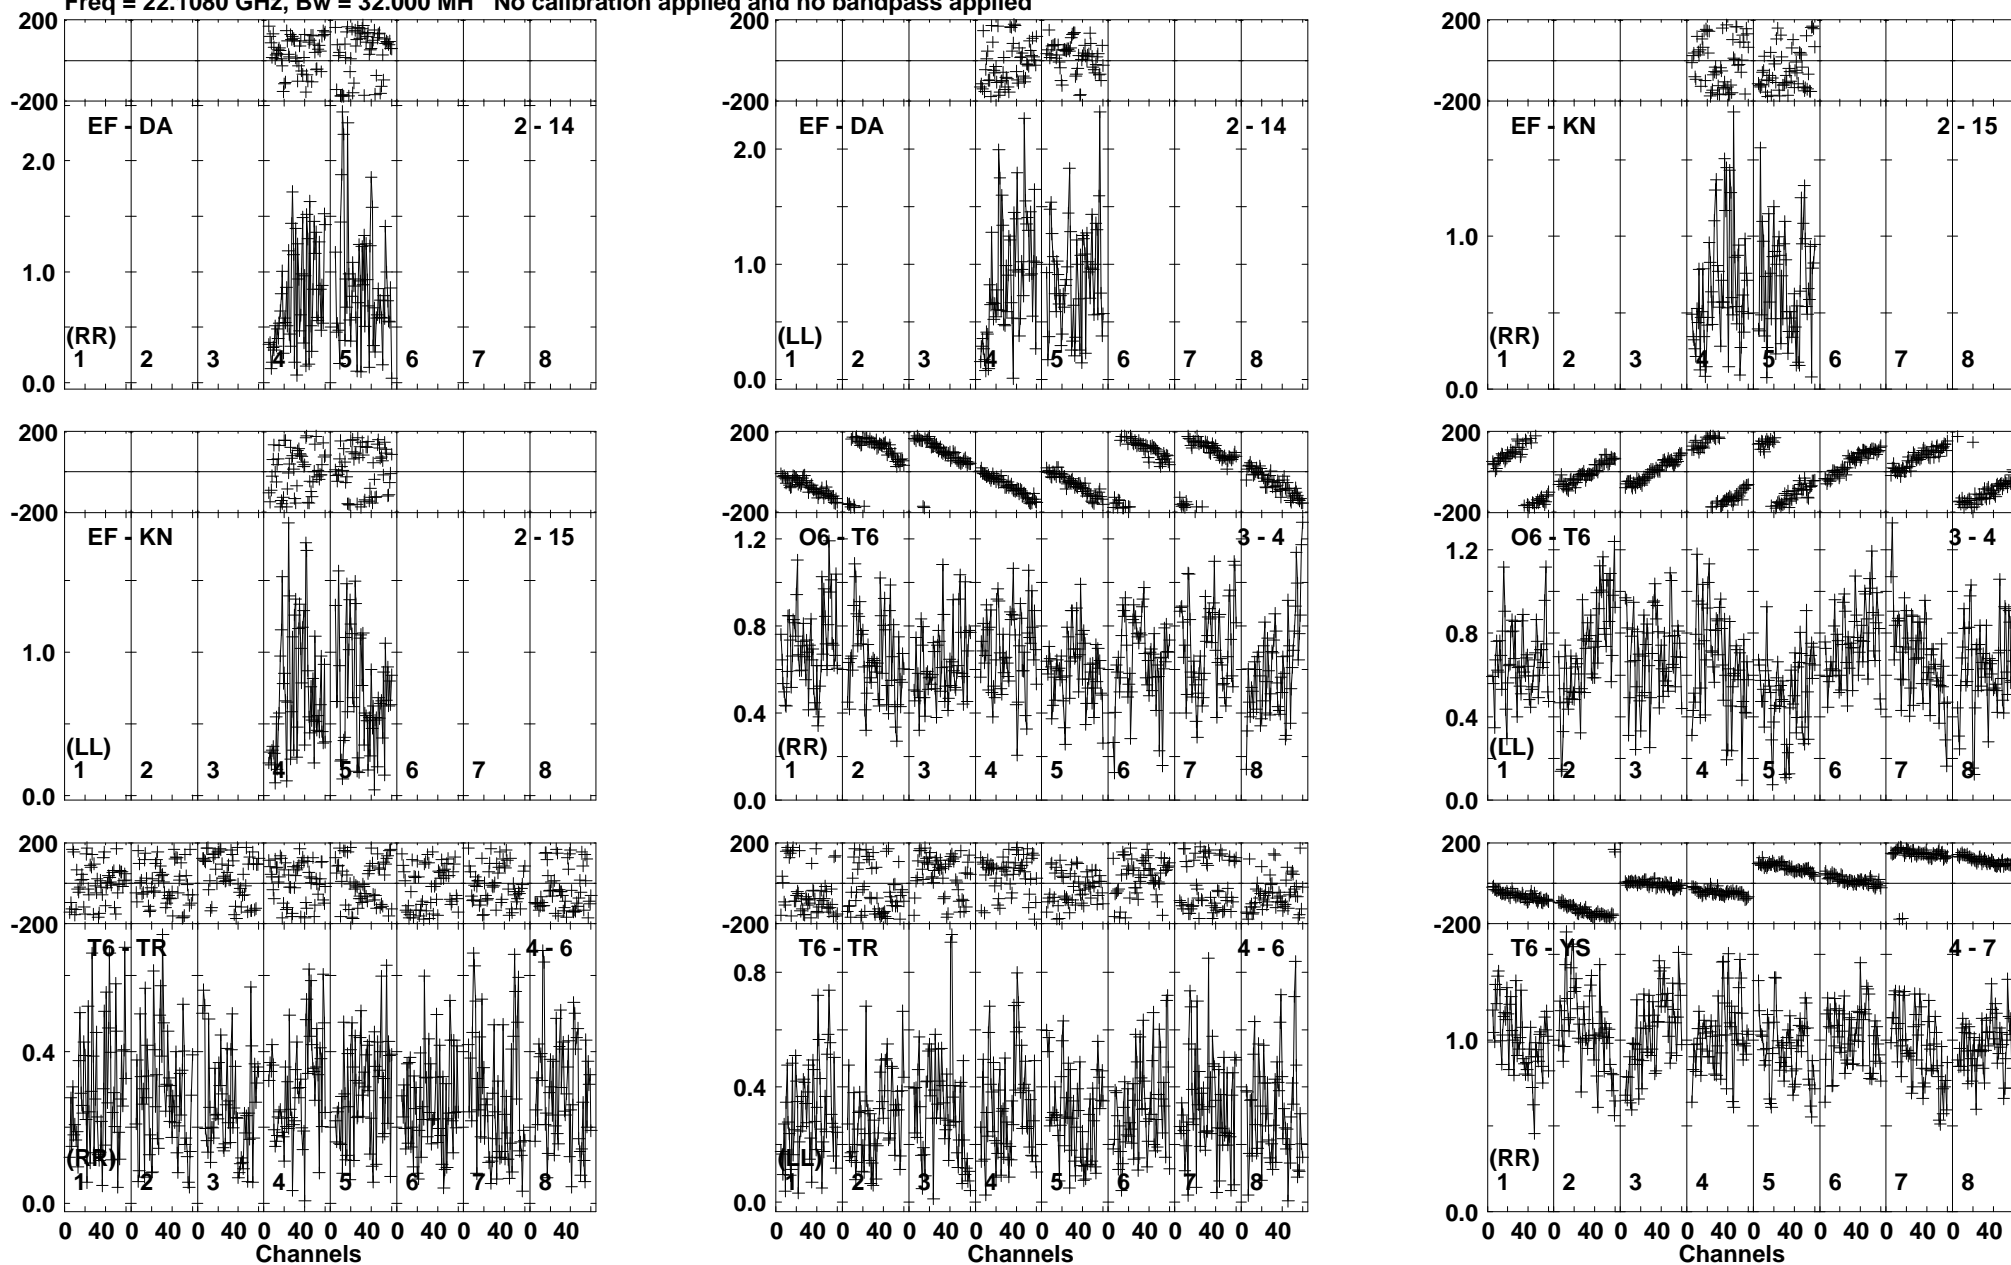 Freq = 22.1080 GHz, Bw = 32.000 MH No calibration applied and no bandpass applied
200 200 200
-200 -200 -200
EF - DA 2 - 14 EF - DA 2 - 14 EF - KN 2 - 15
2.0 2.0
1.0 1.0 1.0
(RR) (LL) (RR)
1 2 3 4 5 6 7 8 1 2 3 4 5 6 7 8 1 2 3 4 5 6 7 8
0.0 0.0 0.0
200 200 200
-200 -200 -200
EF - KN 2 - 15 O6 - T6 3 - 4 O6 - T6 3 - 4
1.2 1.2
1.0 0.8 0.8
0.4 0.4
(LL) (RR) (LL)
1 2 3 4 5 6 7 8 1 2 3 4 5 6 7 8 1 2 3 4 5 6 7 8
0.0 0.0 0.0
200 200 200
-200 -200 -200
T6 - TR 4 - 6 T6 - TR 4 - 6 T6 - YS 4 - 7
0.8
0.4 0.4 1.0
(RR) (LL) (RR)
1 2 3 4 5 6 7 8 1 2 3 4 5 6 7 8 1 2 3 4 5 6 7 8
0.0 0.0 0.0
0 40 0 40 0 40 0 40 0 40 0 40 0 40 0 40 0 40 0 40 0 40 0 40 0 40 0 40 0 40 0 40 0 40 0 40 0 40 0 40 0 40 0 40 0 40 0 40
Channels Channels Channels